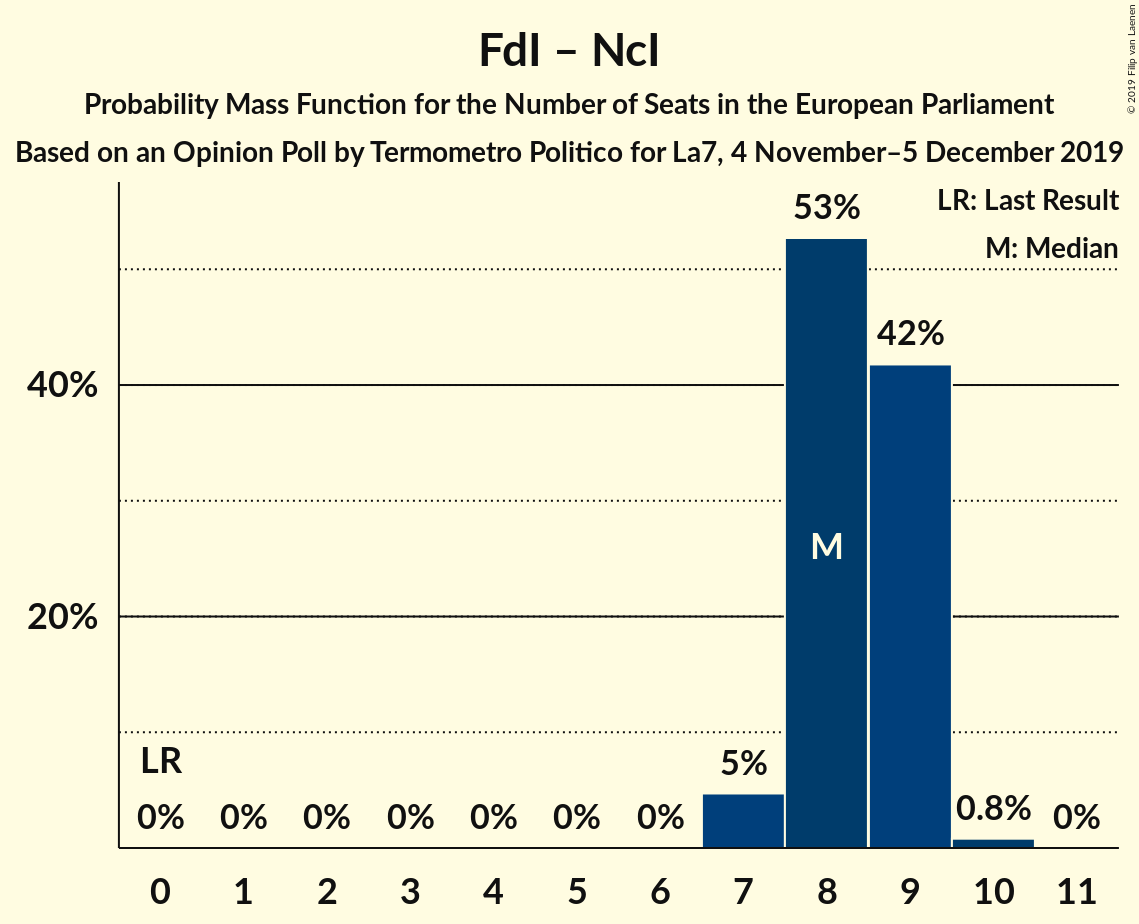 FdI – NcI
Probability Mass Function for the Number of Seats in the European Parliament
Based on an Opinion Poll by Termometro Politico for La7, 4 November–5 December 2019
© 2019 Filip van Laenen
LR: Last Result
M: Median
53%
42%
40%
M
20%
LR
0% 0% 0% 0% 0% 0% 0% 5% 0.8% 0%
0 1 2 3 4 5 6 7 8 9 10 11